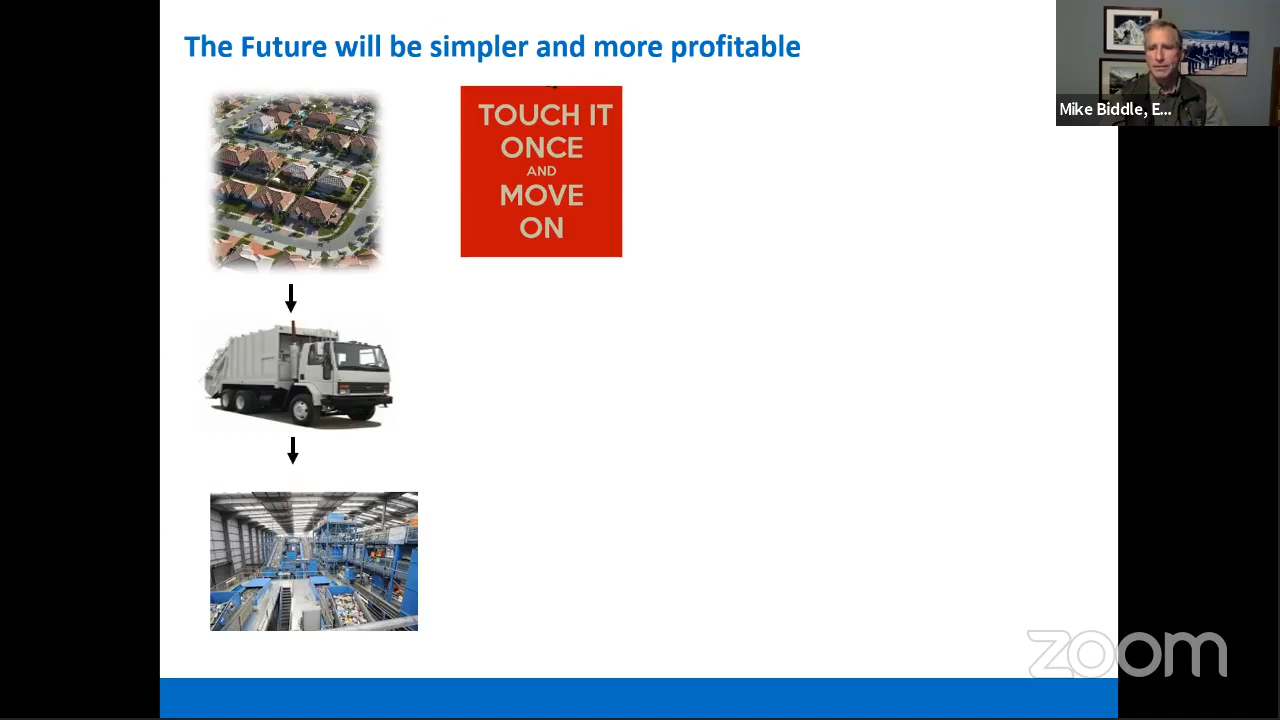 The Future will be simpler and more profitable
Mike Biddle, E...
TOUCH IT
ONCE
AND
MOVE
ON
zoom